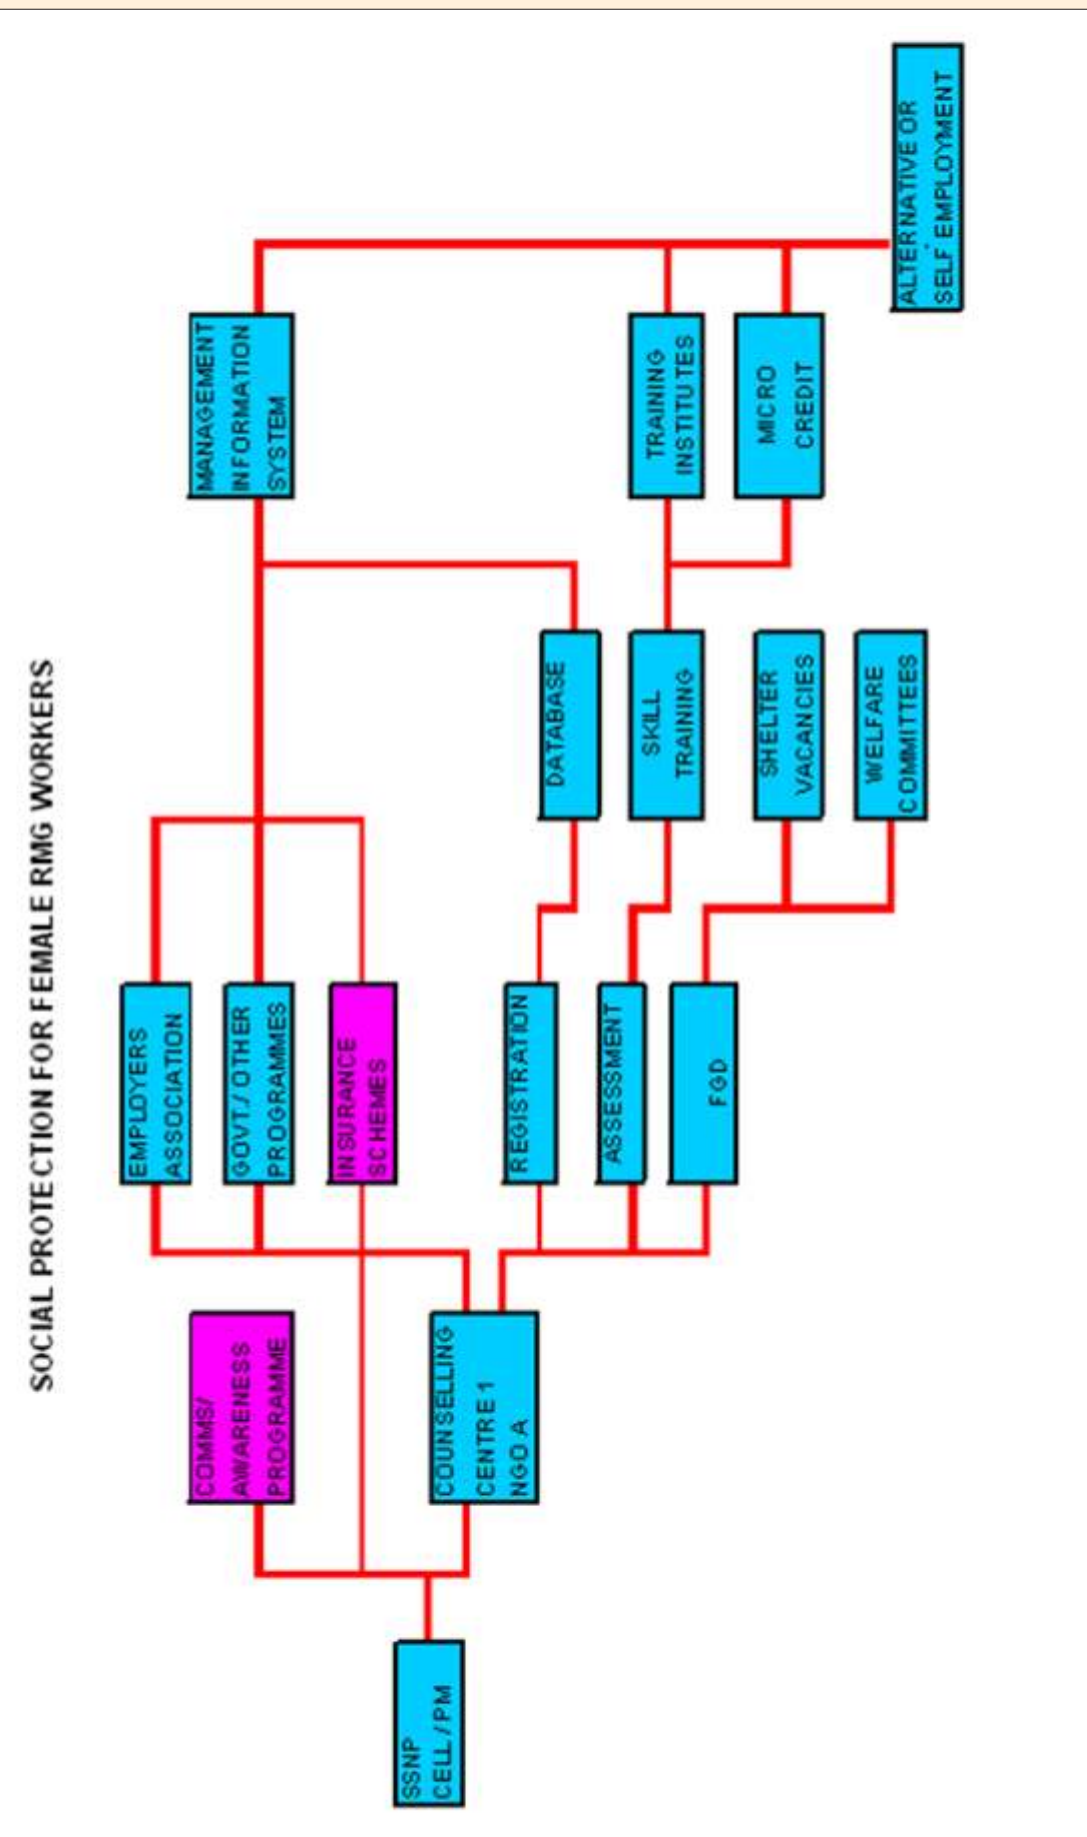 SOCIAL PROTECTION FOR FEMALE RMG WORKERS
SSNP
CELL / PM
COMMS/
AWARENESS
PROGRAMME
COUNSELLING
CENTRE 1
NGO A
EMPLOYERS
ASSOCIATION
GOVT. / OTHER
PROGRAMMES
INSURANCE
SCHEMES
REGISTRATION
ASSESSMENT
FGD
DATABASE
SKILL
TRAINING
SHELTER
VACANCIES
WELFARE
COMMITTEES
MANAGEMENT
INFORMATION
SYSTEM
TRAINING
INSTITUTES
MICRO
CREDIT
ALTERNATIVE OR
SELF EMPLOYMENT